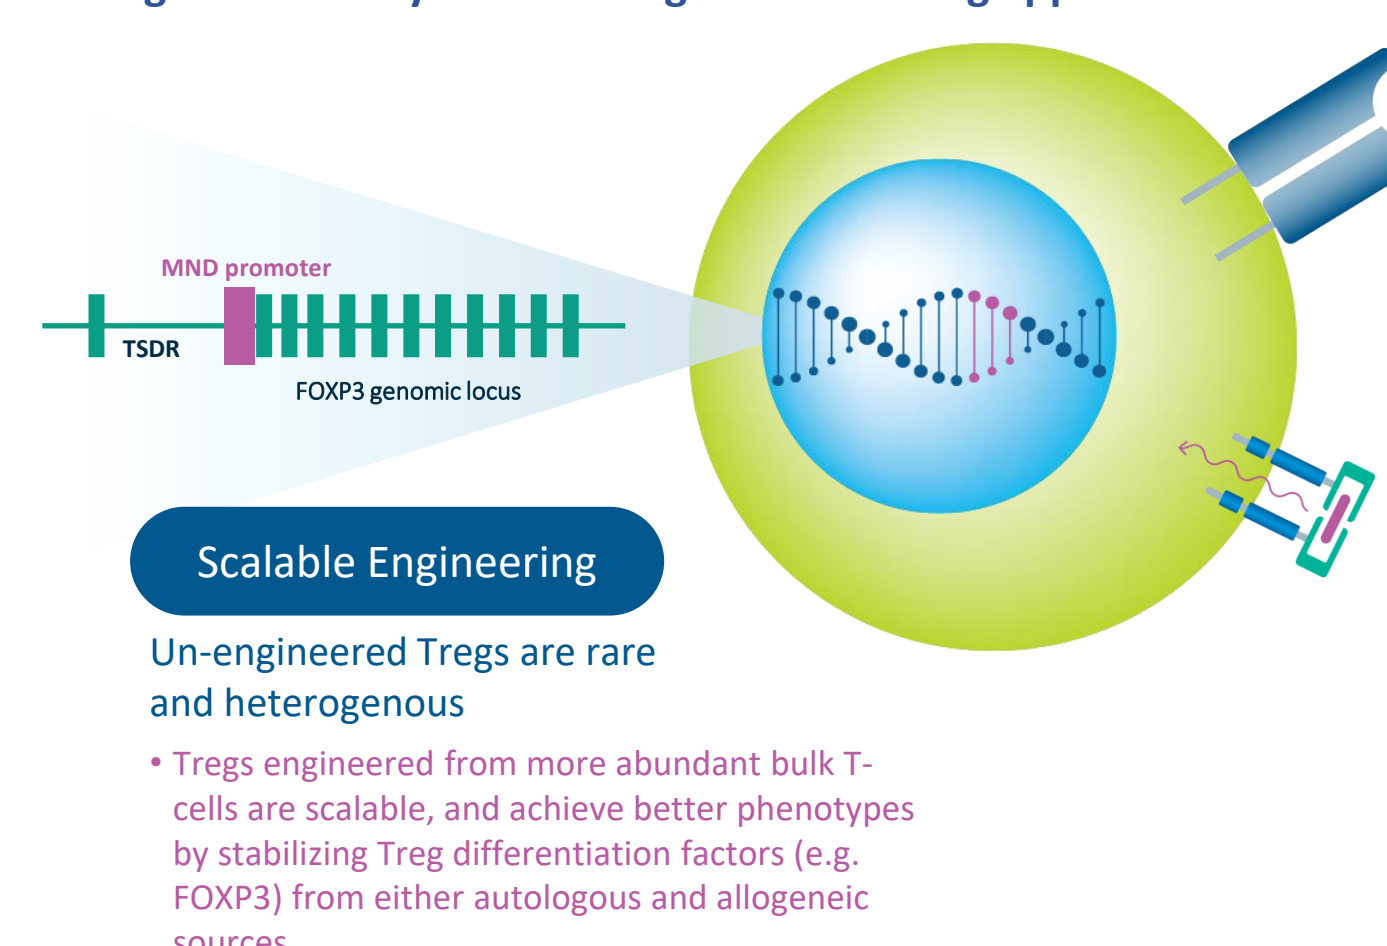 MND promoter
TSDR
FOXP3 genomic locus
Scalable Engineering
Un-engineered Tregs are rare
and heterogenous
• Tregs engineered from more abundant bulk T-
cells are scalable, and achieve better phenotypes
by stabilizing Treg differentiation factors (e.g.
FOXP3) from either autologous and allogeneic
sources